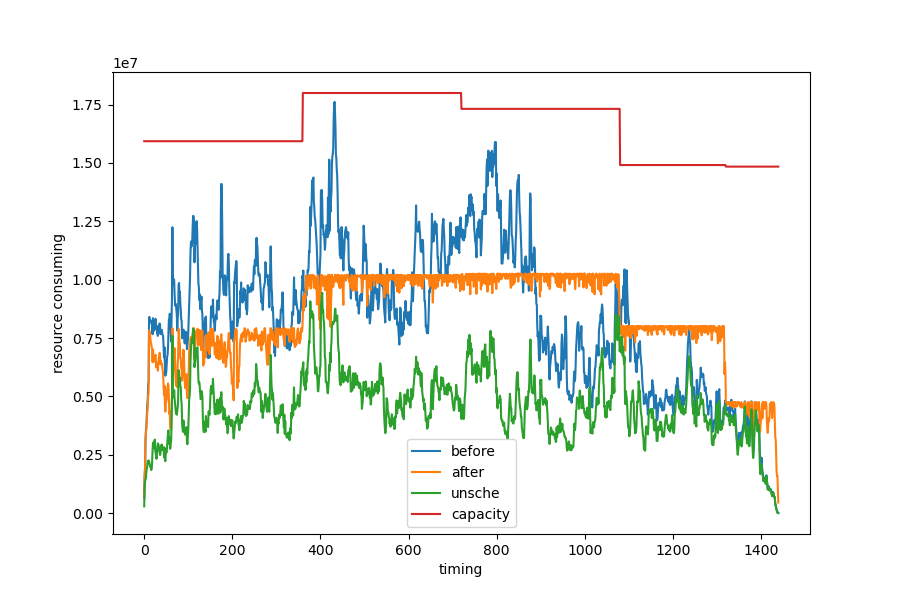 1e7
1.75
1.50
1.25
1.00
0.75
0.50
0.25
0.00
resource consuming
before
after
unsche
capacity
0 200 400 600 800 1000 1200 1400
timing